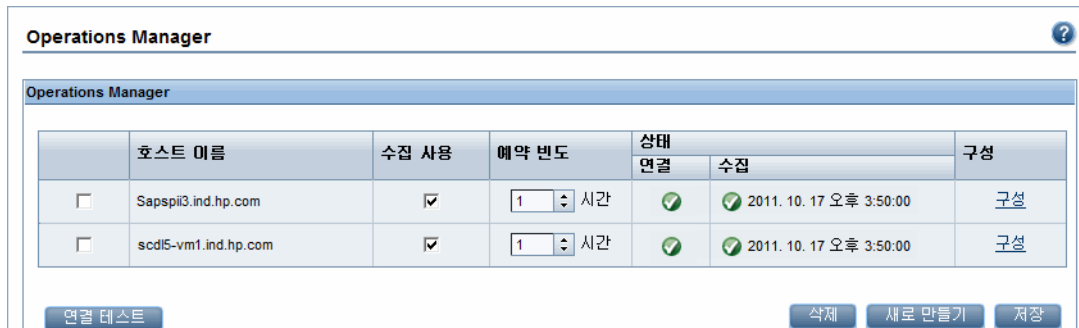 Operations Manager
?
Operations Manager
호스트 이름 수집 사용 예약 빈도 상태 구성
연결 수집
Sapspii3.ind.hp.com 1 시간 2011. 10. 17 오후 3:50:00 구성
scdl5-vm1.ind.hp.com 1 시간 2011. 10. 17 오후 3:50:00 구성
연결 테스트 삭제 새로 만들기 저장